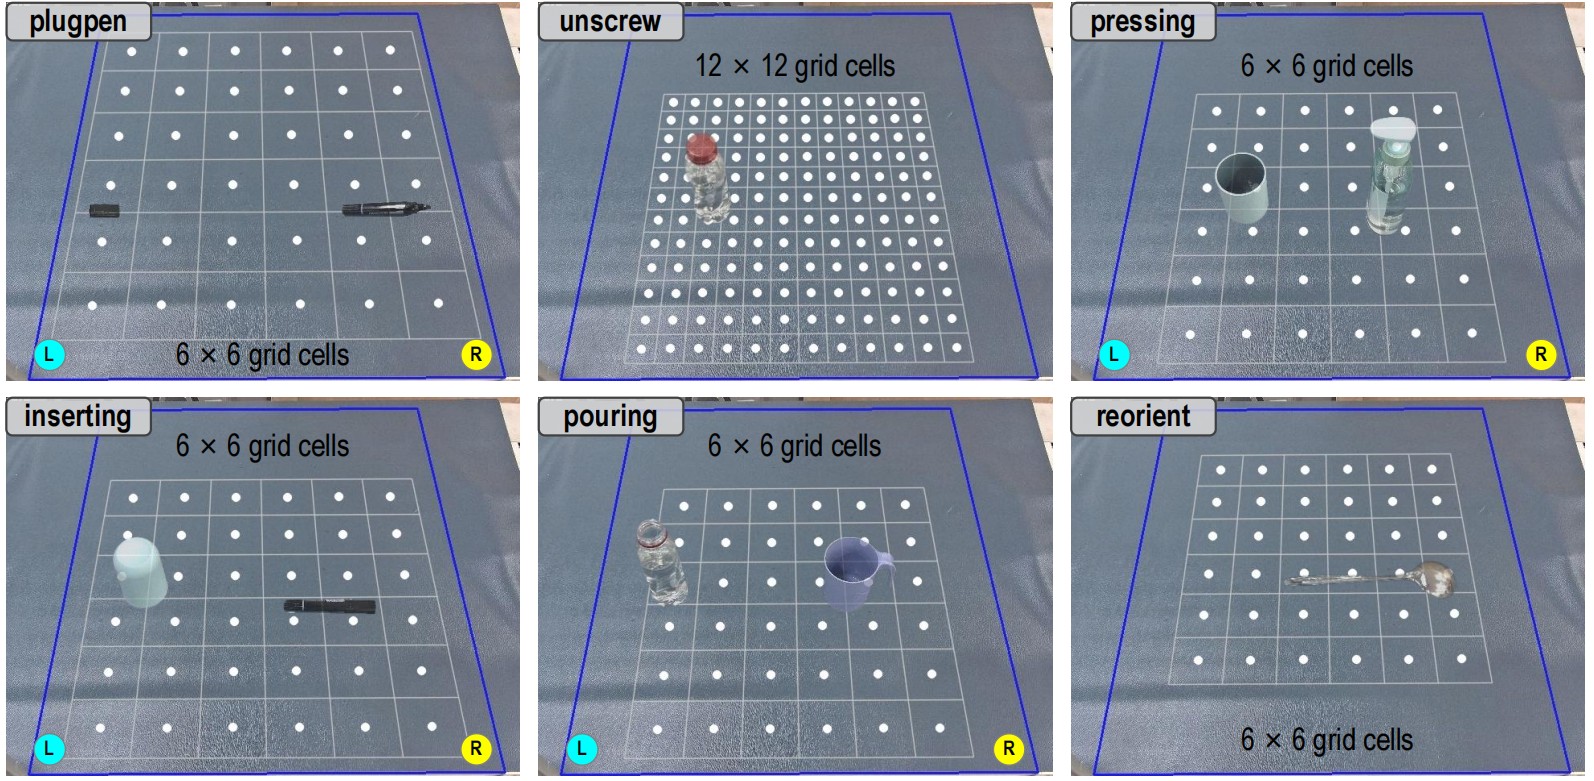 plugpen
6 × 6 grid cells
L
R
unscrew
12 × 12 grid cells
pressing
6 × 6 grid cells
L
R
inserting
6 × 6 grid cells
L
R
pouring
6 × 6 grid cells
L
R
reorient
6 × 6 grid cells